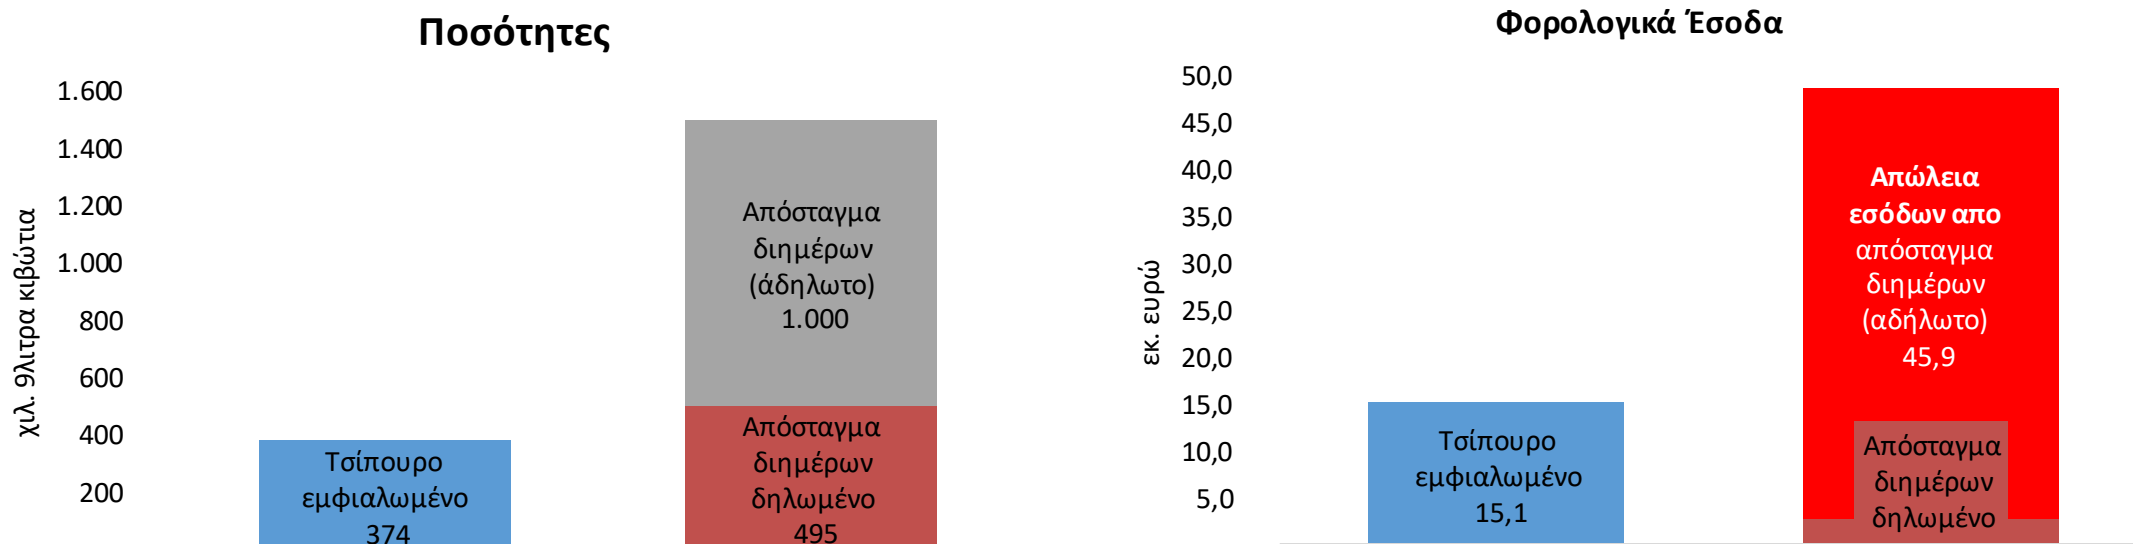 Ποσότητες
χιλ. 9λιτρα κιβώτια
1.600
1.400
1.200
1.000
800
600
400
200
Τσίπουρο
εμφιαλωμένο
374
Απόσταγμα
διημέρων
(άδηλωτο)
1.000
Απόσταγμα
διημέρων
δηλωμένο
495
Φορολογικά Έσοδα
εκ. ευρώ
50,0
45,0
40,0
35,0
30,0
25,0
20,0
15,0
10,0
5,0
Τσίπουρο
εμφιαλωμένο
15,1
Απώλεια
εσόδων απο
απόσταγμα
διημέρων
(αδήλωτο)
45,9
Απόσταγμα
διημέρων
δηλωμένο